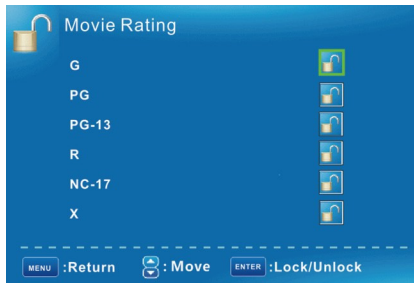 Movie Rating
G
PG
PG-13
R
NC-17
X
MENU :Return : Move ENTER :Lock/Unlock